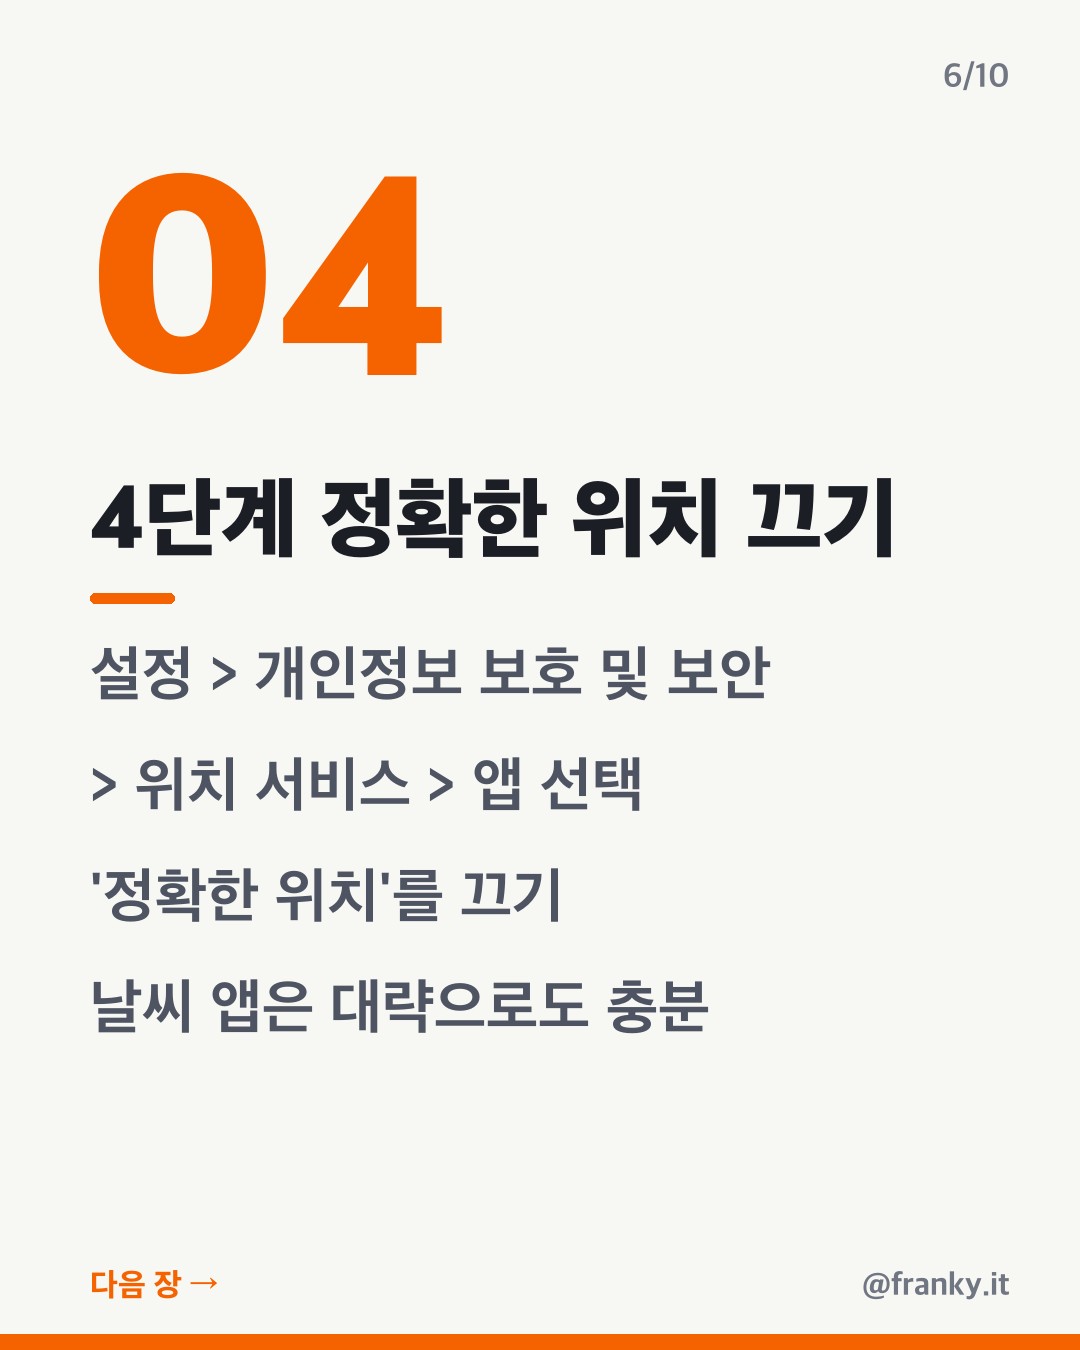 6/10
04
4단계 정확한 위치 끄기
설정 > 개인정보 보호 및 보안
> 위치 서비스 > 앱 선택
'정확한 위치'를 끄기
날씨 앱은 대략으로도 충분
다음 장 →
@franky.it